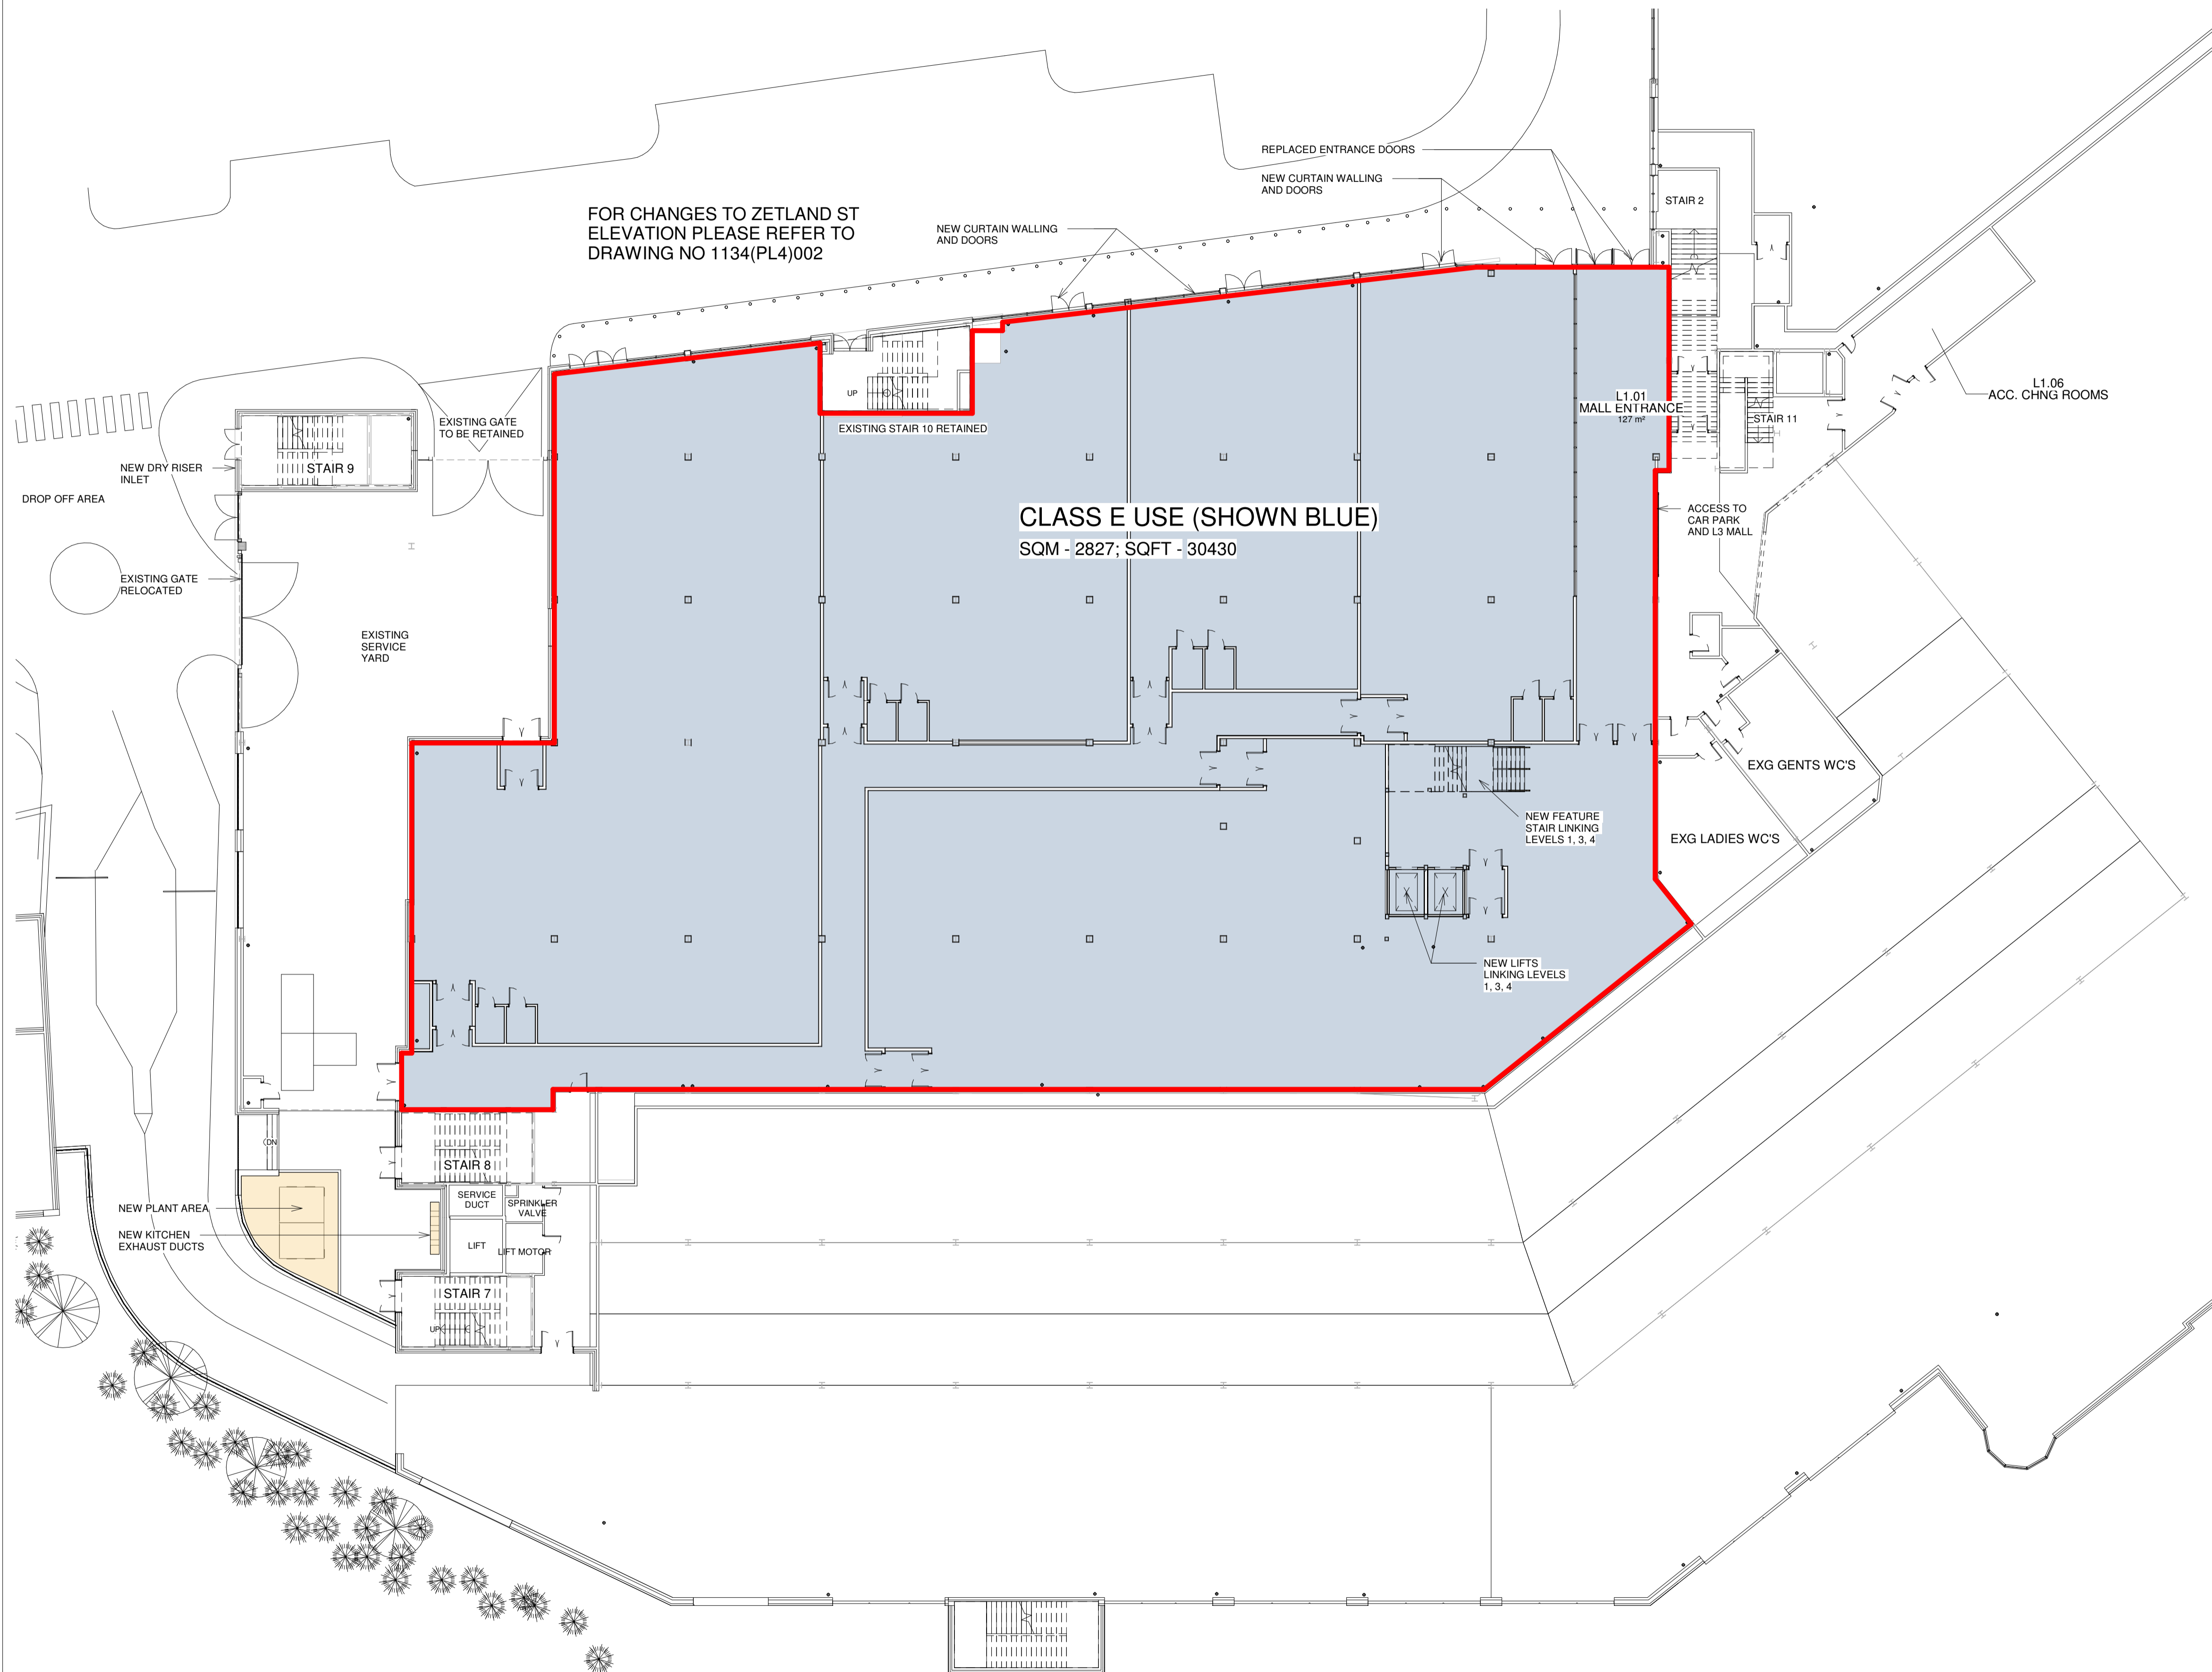 REPLACED ENTRANCE DOORS
NEW CURTAIN WALLING
AND DOORS
STAIR 2
FOR CHANGES TO ZETLAND ST
ELEVATION PLEASE REFER TO
DRAWING NO 1134(PL4)002
NEW CURTAIN WALLING
AND DOORS
UP
L1.01
MALL ENTRANCE
127 m²
L1.06
ACC. CHNG ROOMS
STAIR 11
EXISTING GATE
TO BE RETAINED
EXISTING STAIR 10 RETAINED
NEW DRY RISER
INLET
STAIR 9
DROP OFF AREA
CLASS E USE (SHOWN BLUE)
SQM - 2827; SQFT - 30430
ACCESS TO
CAR PARK
AND L3 MALL
EXISTING GATE
RELOCATED
EXISTING
SERVICE
YARD
EXG GENTS WC'S
NEW FEATURE
STAIR LINKING
LEVELS 1, 3, 4
EXG LADIES WC'S
NEW LIFTS
LINKING LEVELS
1, 3, 4
DN
STAIR 8
SERVICE
DUCT
SPRINKLER
VALVE
NEW PLANT AREA
NEW KITCHEN
EXHAUST DUCTS
LIFT
LIFT MOTOR
STAIR 7
UP